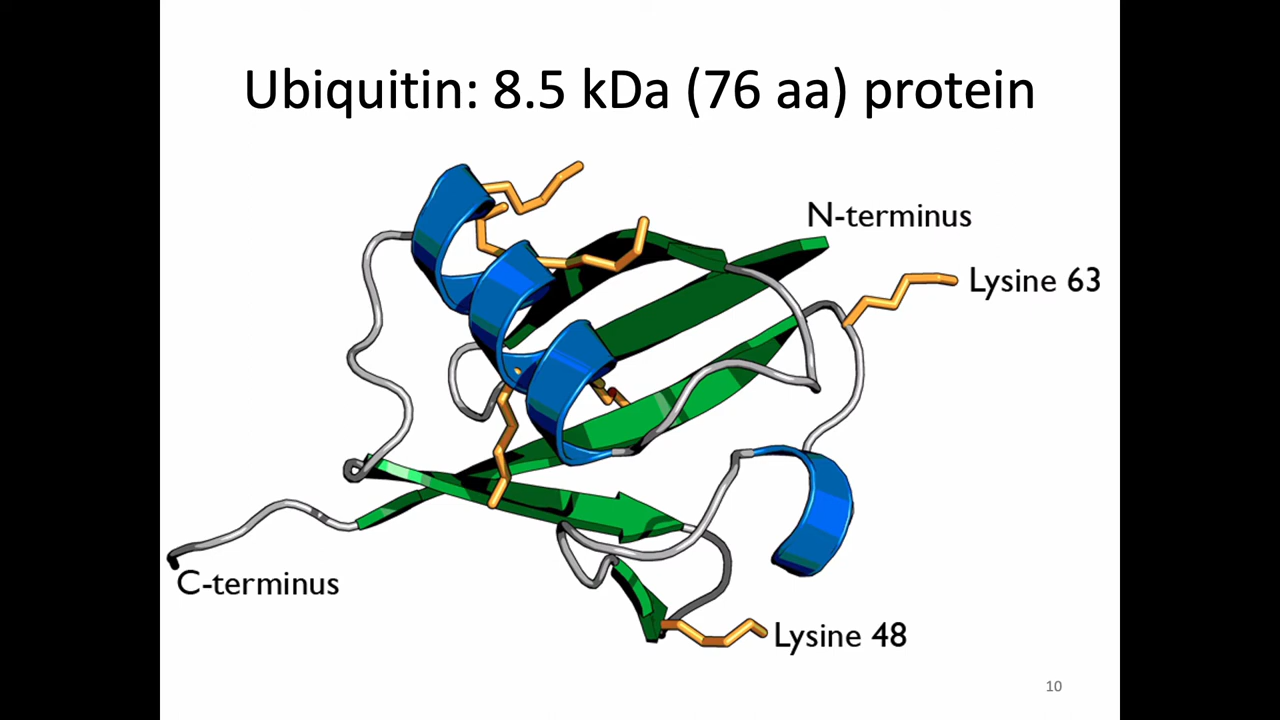 Ubiquitin: 8.5 kDa (76 aa) protein
N-terminus
Lysine 63
C-terminus
Lysine 48
10